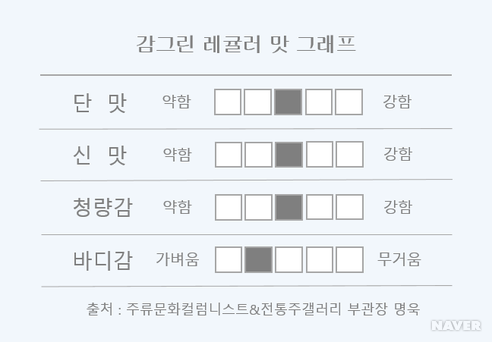 감그린 레귤러 맛 그래프
단 맛 약함 강함
신 맛 약함 강함
청량감 약함 강함
바디감 가벼움 무거움
출처 : 주류문화컬럼니스트&전통주갤러리 부관장 명욱
NAVER